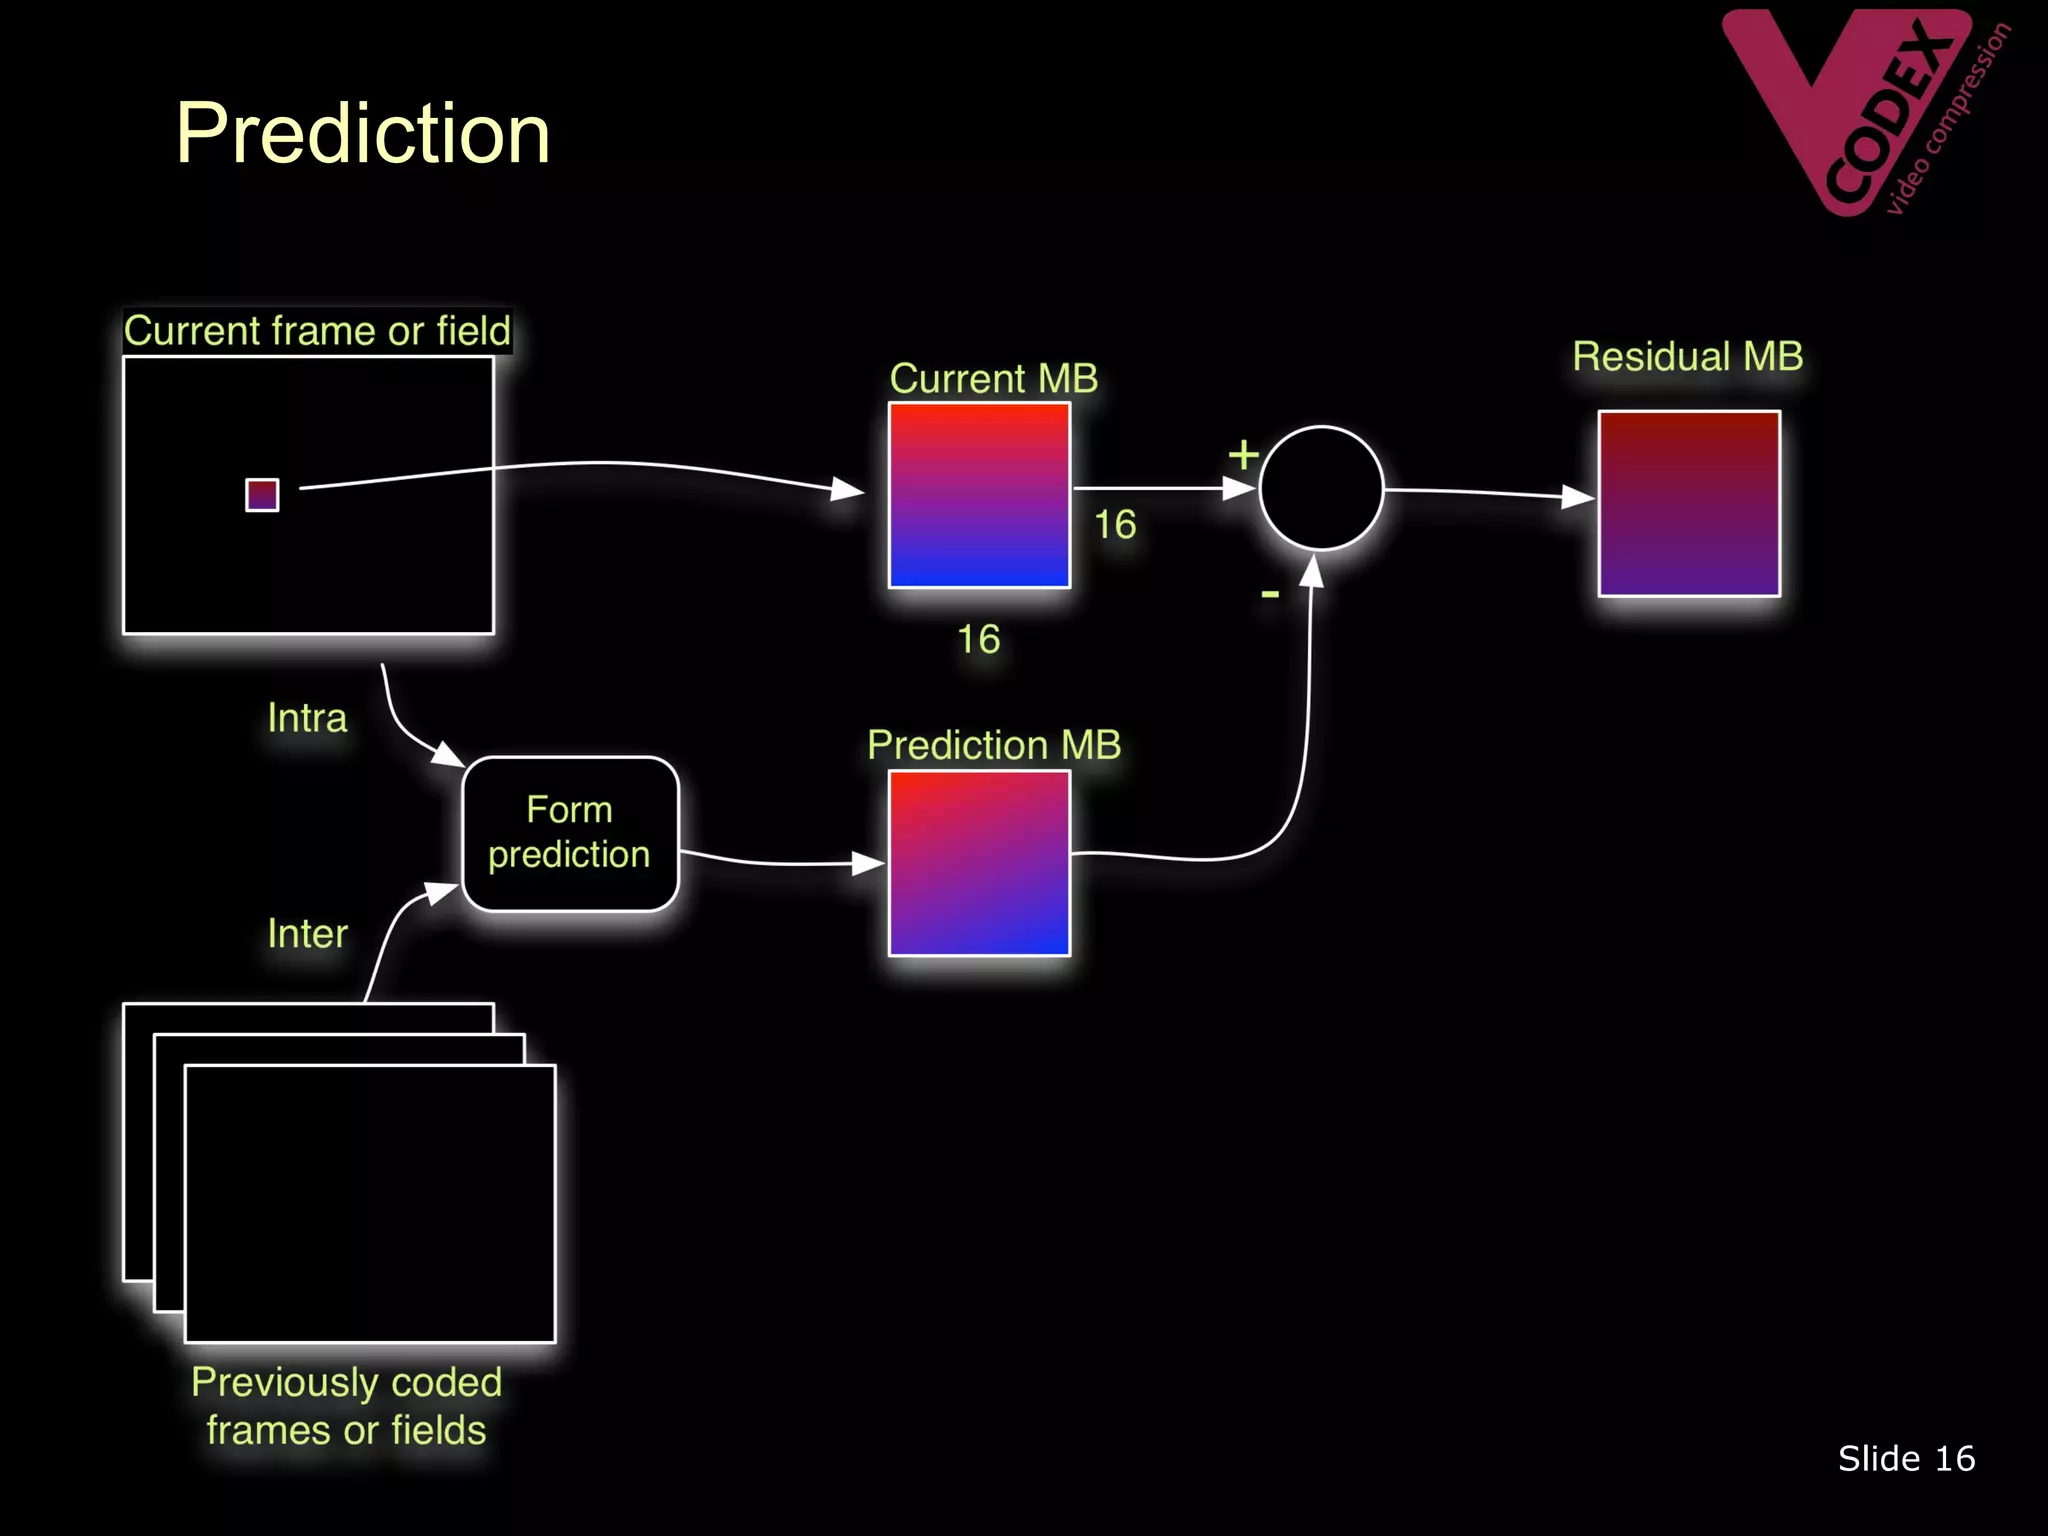 Prediction
CODEX
video compression
Current frame or field
Current MB
Residual MB
+
16
-
16
Intra
Prediction MB
Form
prediction
Inter
Previously coded
frames or fields
Slide 16